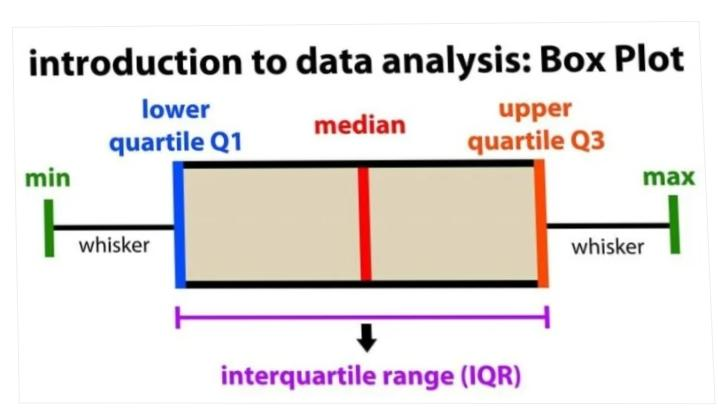 introduction to data analysis: Box Plot
lower
quartile Q1
median
upper
quartile Q3
min
max
whisker
whisker
interquartile range (IQR)